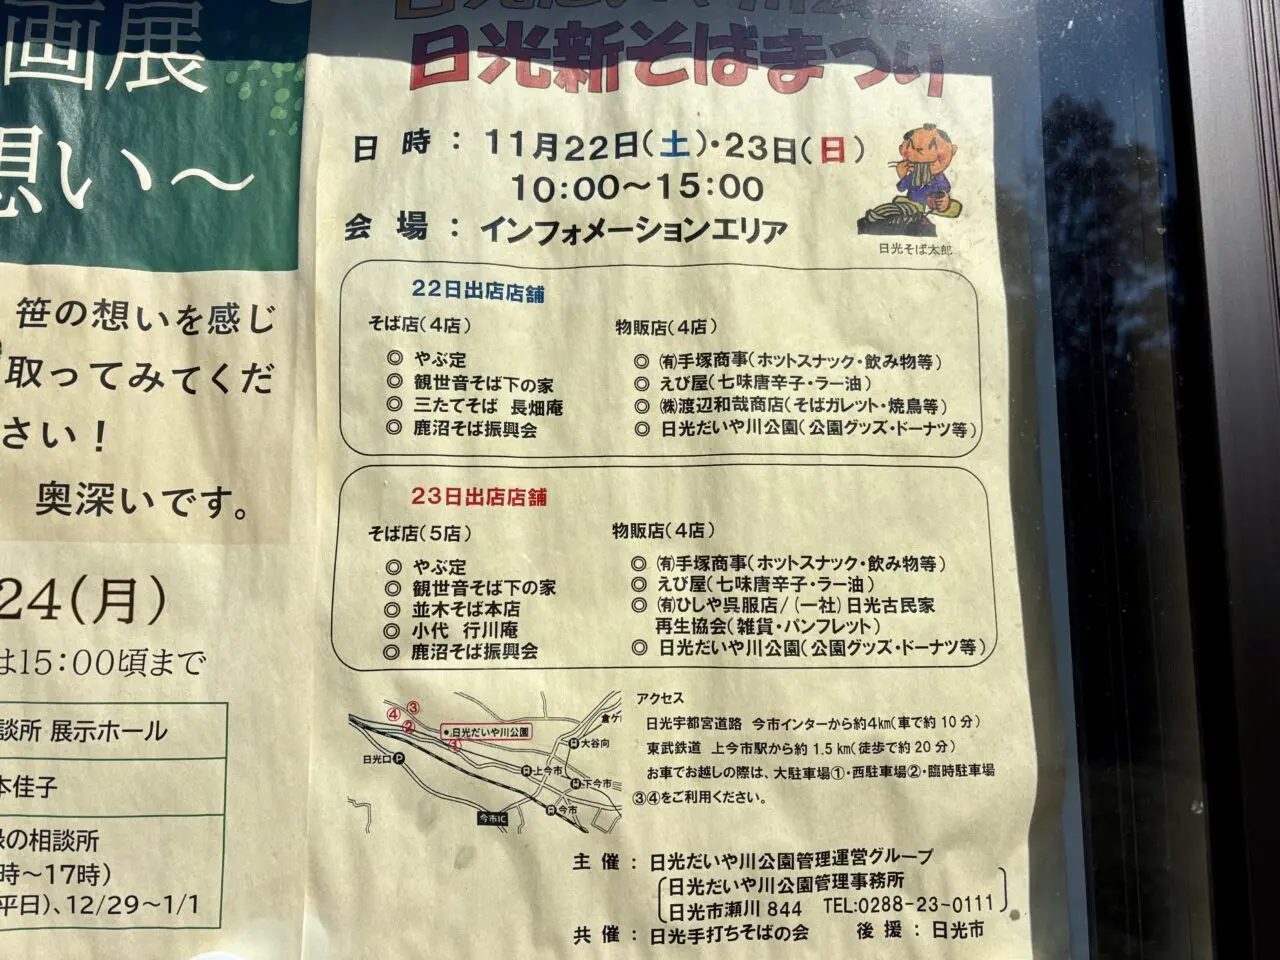 画展
想い～
笹の想いを感じ
取ってみてくだ
さい！
奥深いです。
24(月)
は15:00頃まで
談所 展示ホール
本佳子
緑の相談所
時～17時)
平日)、12/29～1/1
日光新そばまつり
日時：11月22日(土)・23日(日)
10:00～15:00
会場：インフォメーションエリア
日光そば太郎
22日出店店舗
そば店(4店)
◎ やぶ定
◎ 観世音そば下の家
◎ 三たてそば 長畑庵
◎ 鹿沼そば振興会
物販店(4店)
◎ ㈲手塚商事(ホットスナック・飲み物等)
◎ えび屋(七味唐辛子・ラー油)
◎ ㈱渡辺和哉商店(そばガレット・焼鳥等)
◎ 日光だいや川公園(公園グッズ・ドーナツ等)
23日出店店舗
そば店(5店)
◎ やぶ定
◎ 観世音そば下の家
◎ 並木そば本店
◎ 小代 行川庵
◎ 鹿沼そば振興会
物販店(4店)
◎ ㈲手塚商事(ホットスナック・飲み物等)
◎ えび屋(七味唐辛子・ラー油)
◎ ㈲ひしや呉服店/(一社)日光古民家
再生協会(雑貨・パンフレット)
◎ 日光だいや川公園(公園グッズ・ドーナツ等)
④ ③
②
日光だいや川公園
①
倉ケ
大谷向
日光口 P
上今市
下今市
今市
今市IC
アクセス
日光宇都宮道路 今市インターから約4km(車で約10分)
東武鉄道 上今市駅から約1.5km(徒歩で約20分)
お車でお越しの際は、大駐車場①・西駐車場②・臨時駐車場
③④をご利用ください。
主催：日光だいや川公園管理運営グループ
日光だいや川公園管理事務所
日光市瀬川844 TEL:0288-23-0111
共催：日光手打ちそばの会 後援：日光市